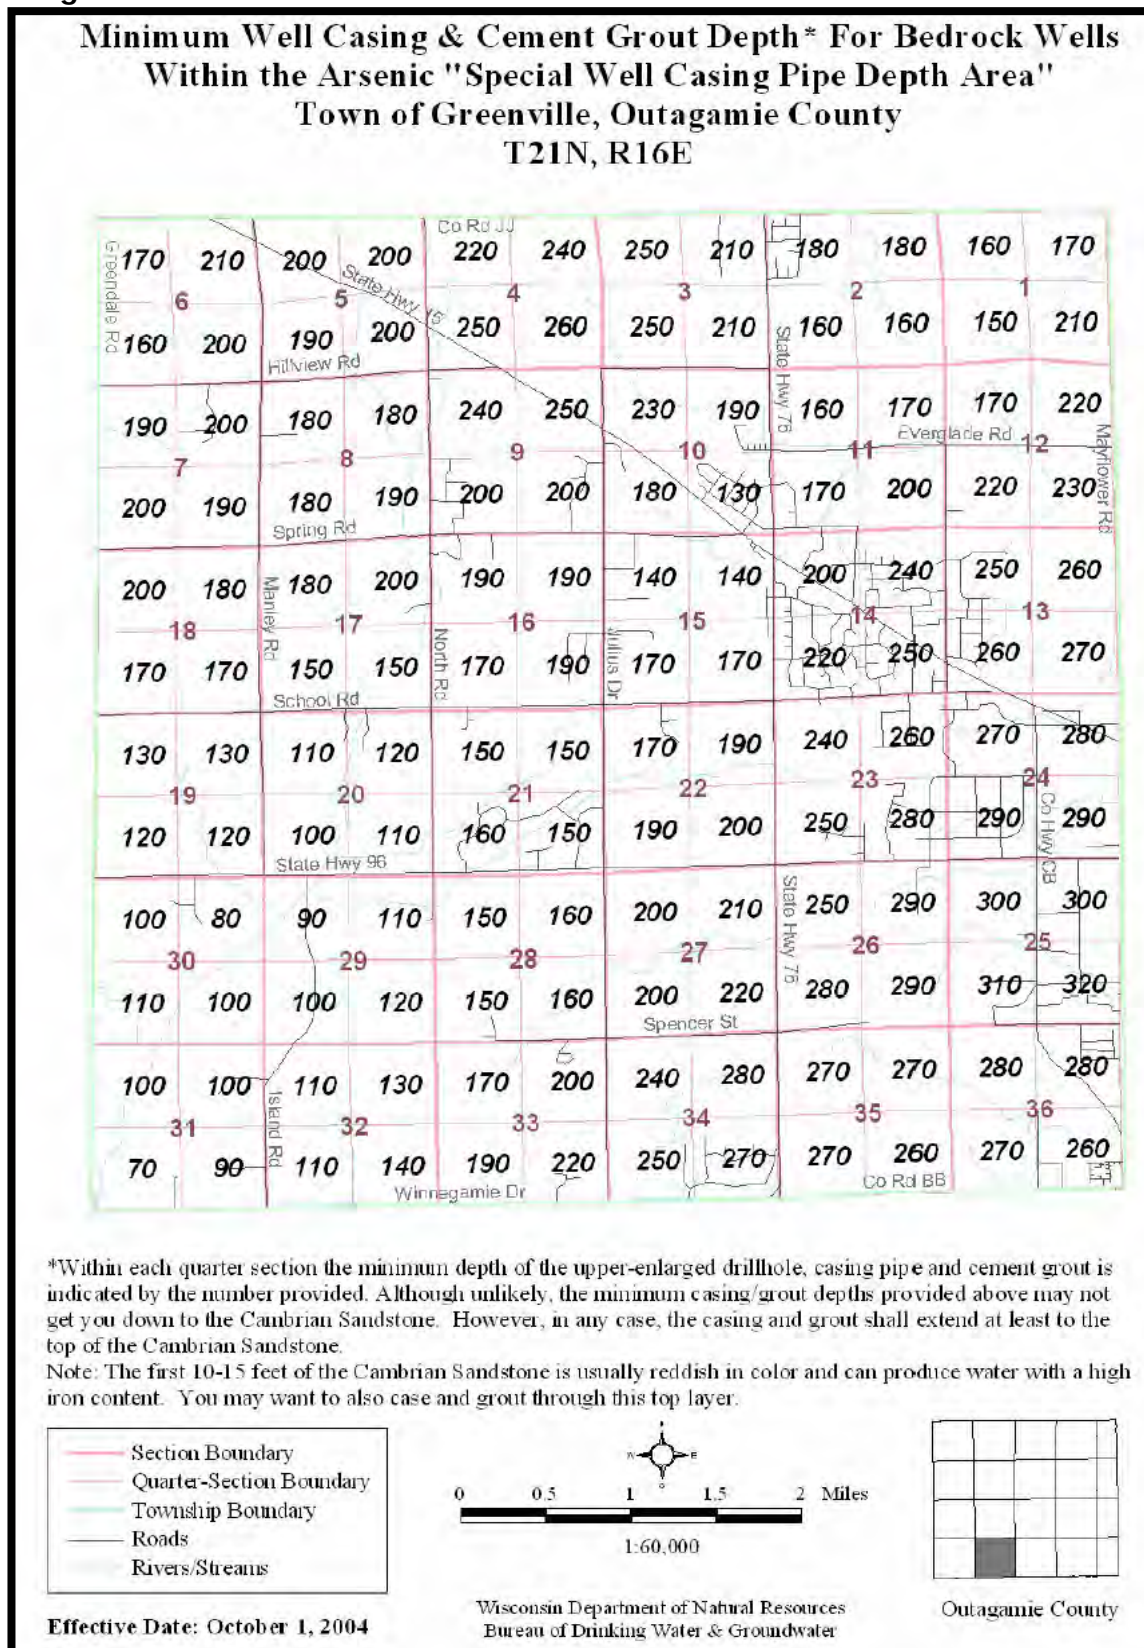 Minimum Well Casing & Cement Grout Depth* For Bedrock Wells
Within the Arsenic "Special Well Casing Pipe Depth Area"
Town of Greenville, Outagamie County
T21N, R16E
Co Rd JJ
170 210 200 200 220 240 250 210 180 180 160 170
Greendale Rd
6 5 4 3 2 1
State Hwy 15
160 200 190 200 250 260 250 210 160 160 150 210
Hillview Rd
State Hwy 76
190 200 180 180 240 250 230 190 160 170 170 220
Everglade Rd
Mayflower Rd
7 8 9 10 11 12
200 190 180 190 200 200 180 130 170 200 220 230
Spring Rd
200 180 180 200 190 190 140 140 200 240 250 260
Manley Rd
18 17 16 15 14 13
North Rd
Julius Dr
170 170 150 150 170 190 170 170 220 250 260 270
School Rd
130 130 110 120 150 150 170 190 240 260 270 280
19 20 21 22 23 24
120 120 100 110 160 150 190 200 250 280 290 290
State Hwy 96
Co Hwy CB
100 80 90 110 150 160 200 210 250 290 300 300
State Hwy 76
30 29 28 27 26 25
110 100 100 120 150 160 200 220 280 290 310 320
Spencer St
100 100 110 130 170 200 240 280 270 270 280 280
Island Rd
31 32 33 34 35 36
70 90 110 140 190 220 250 270 270 260 270 260
Winnegamie Dr
Co Rd BB
*Within each quarter section the minimum depth of the upper-enlarged drillhole, casing pipe and cement grout is
indicated by the number provided. Although unlikely, the minimum casing/grout depths provided above may not
get you down to the Cambrian Sandstone. However, in any case, the casing and grout shall extend at least to the
top of the Cambrian Sandstone.
Note: The first 10-15 feet of the Cambrian Sandstone is usually reddish in color and can produce water with a high
iron content. You may want to also case and grout through this top layer.
Section Boundary
Quarter-Section Boundary
Township Boundary
Roads
Rivers/Streams
W E
0 0.5 1 1.5 2 Miles
1:60,000
Effective Date: October 1, 2004
Wisconsin Department of Natural Resources
Bureau of Drinking Water & Groundwater
Outagamie County